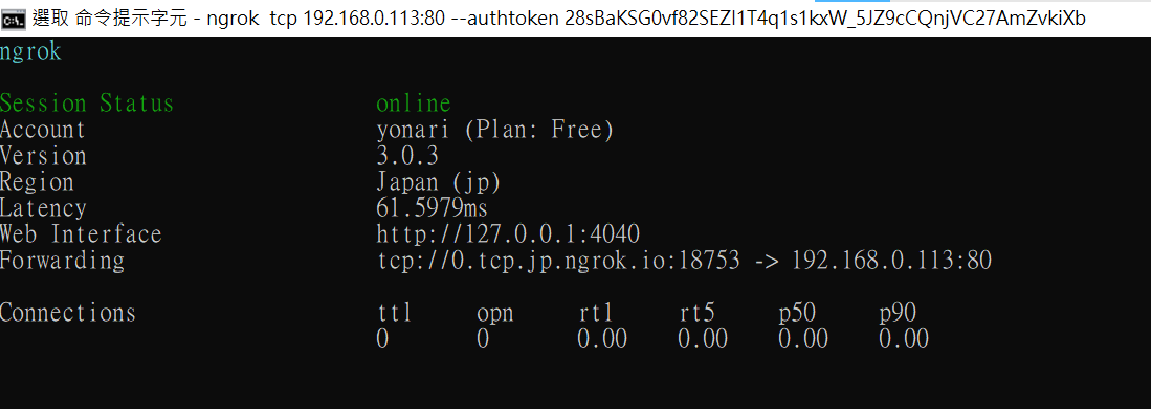 選取 命令提示字元 - ngrok tcp 192.168.0.113:80 --authtoken 28sBaKSG0vf82SEZl1T4q1s1kxW_5JZ9cCQnjVC27AmZvkiXb
ngrok
Session Status online
Account yonari (Plan: Free)
Version 3.0.3
Region Japan (jp)
Latency 61.5979ms
Web Interface http://127.0.0.1:4040
Forwarding tcp://0.tcp.jp.ngrok.io:18753 -> 192.168.0.113:80
Connections ttl opn rt1 rt5 p50 p90
0 0 0.00 0.00 0.00 0.00